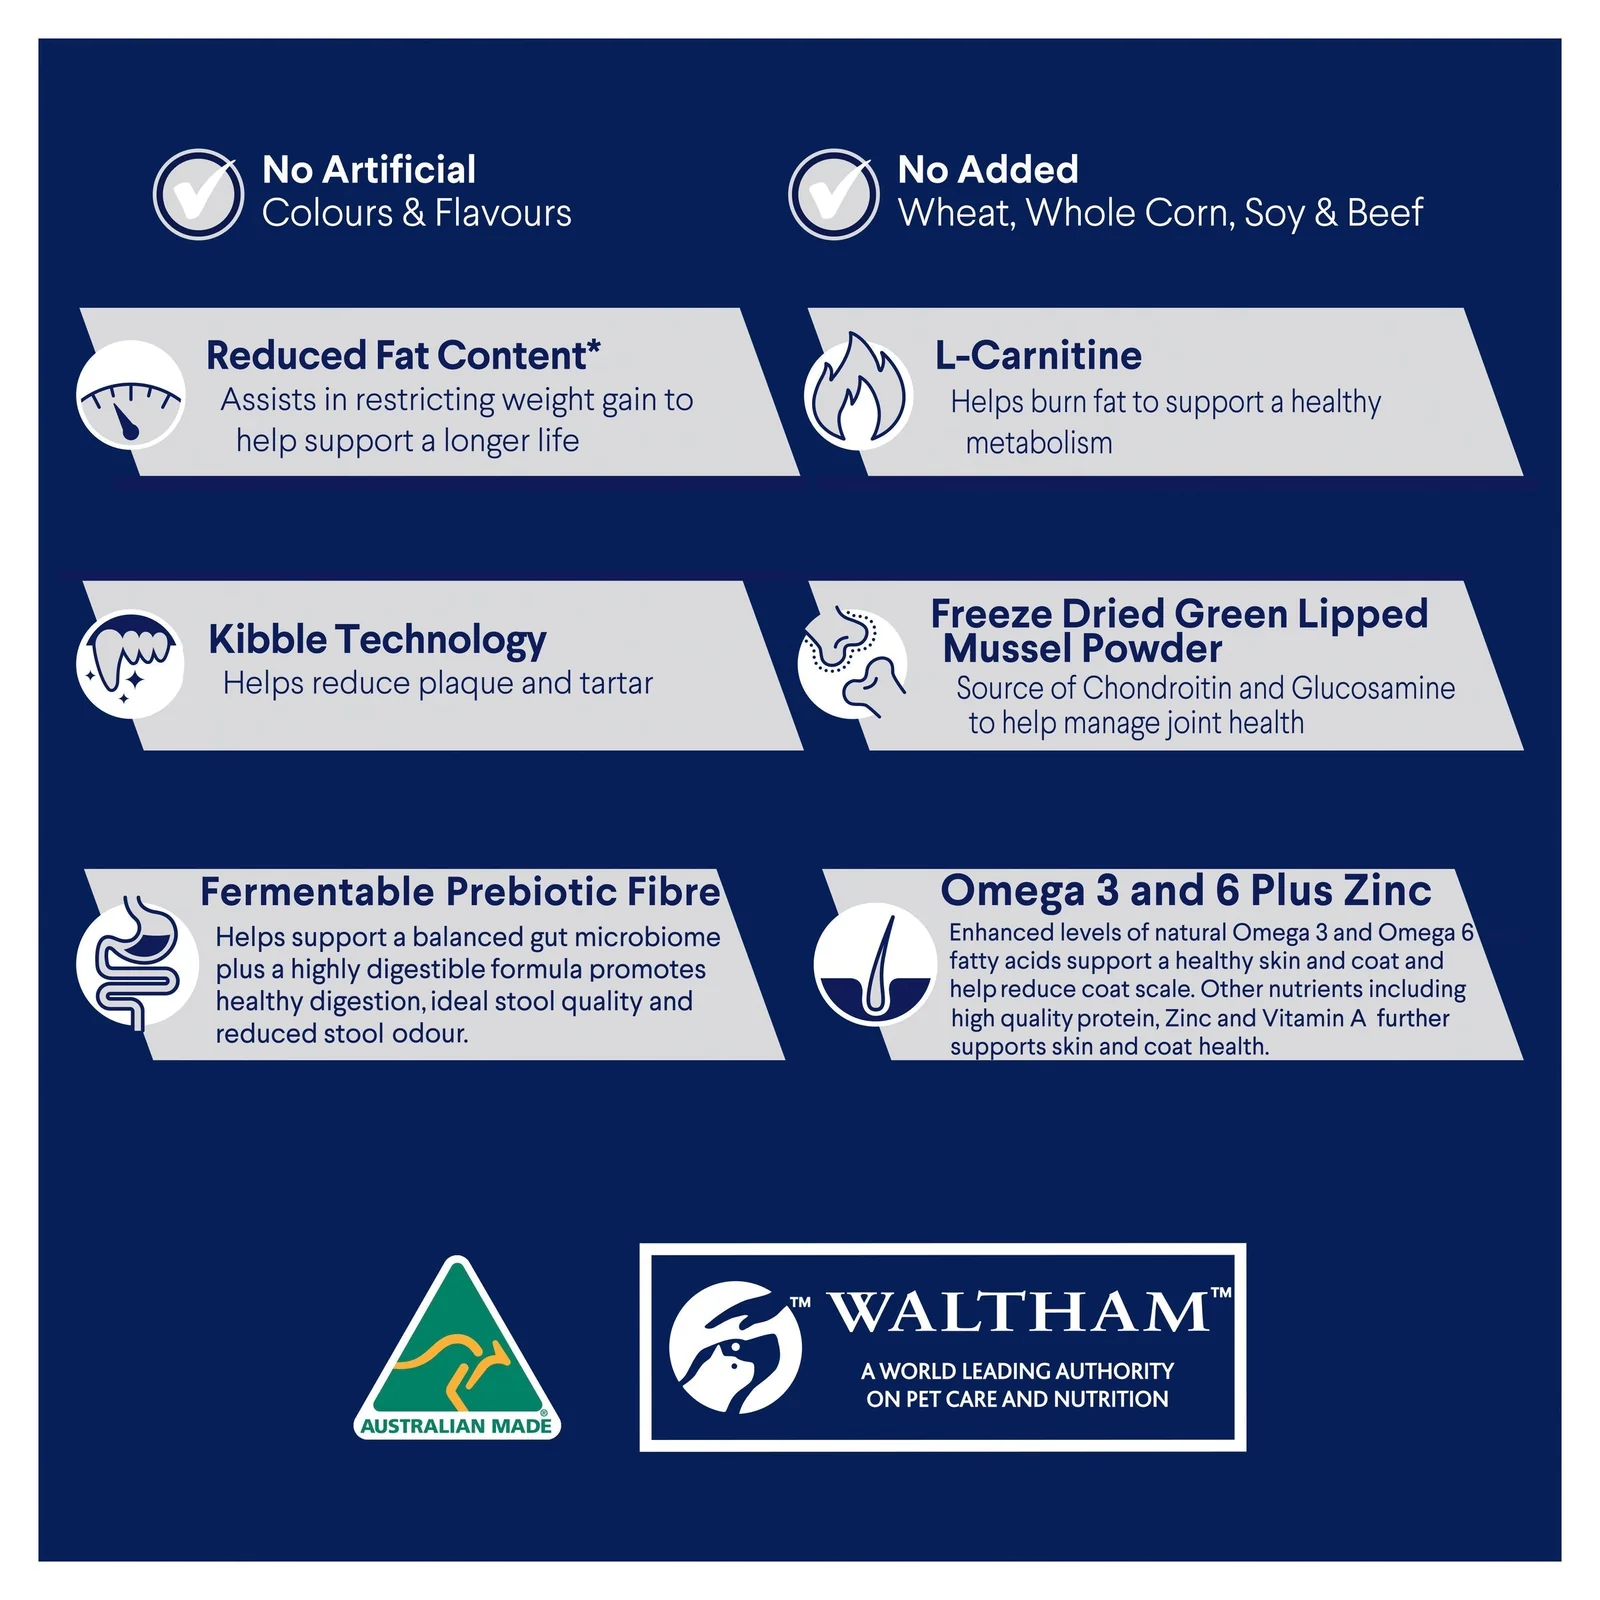 No Artificial
Colours & Flavours
No Added
Wheat, Whole Corn, Soy & Beef
Reduced Fat Content*
Assists in restricting weight gain to
help support a longer life
L-Carnitine
Helps burn fat to support a healthy
metabolism
Kibble Technology
Helps reduce plaque and tartar
Freeze Dried Green Lipped
Mussel Powder
Source of Chondroitin and Glucosamine
to help manage joint health
Fermentable Prebiotic Fibre
Helps support a balanced gut microbiome
plus a highly digestible formula promotes
healthy digestion, ideal stool quality and
reduced stool odour.
Omega 3 and 6 Plus Zinc
Enhanced levels of natural Omega 3 and Omega 6
fatty acids support a healthy skin and coat and
help reduce coat scale. Other nutrients including
high quality protein, Zinc and Vitamin A further
supports skin and coat health.
AUSTRALIAN MADE®
™ WALTHAM™
A WORLD LEADING AUTHORITY
ON PET CARE AND NUTRITION